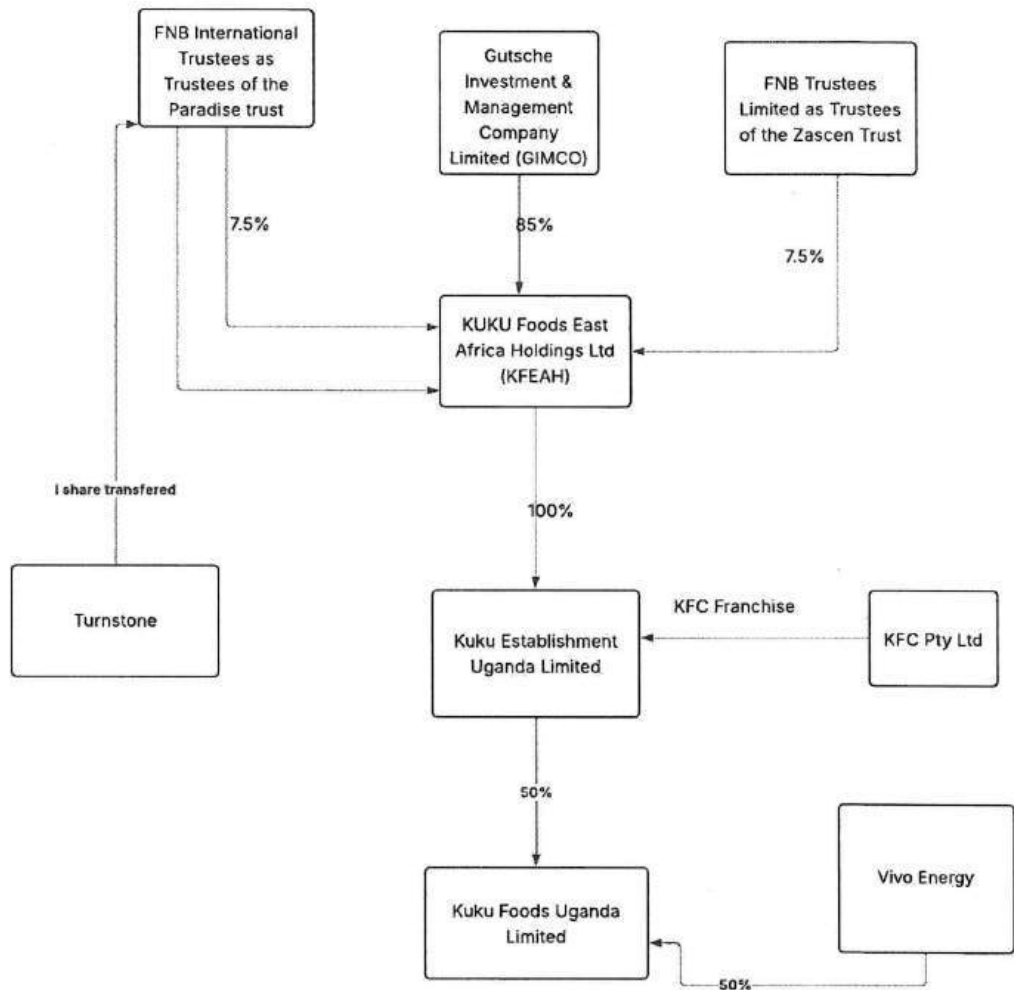 FNB International
Trustees as
Trustees of the
Paradise trust
Gutsche
Investment &
Management
Company
Limited (GIMCO)
FNB Trustees
Limited as Trustees
of the Zascen Trust
7.5%
85%
7.5%
KUKU Foods East
Africa Holdings Ltd
(KFEAH)
I share transfered
100%
Turnstone
Kuku Establishment
Uganda Limited
KFC Franchise
KFC Pty Ltd
50%
Vivo Energy
Kuku Foods Uganda
Limited
50%